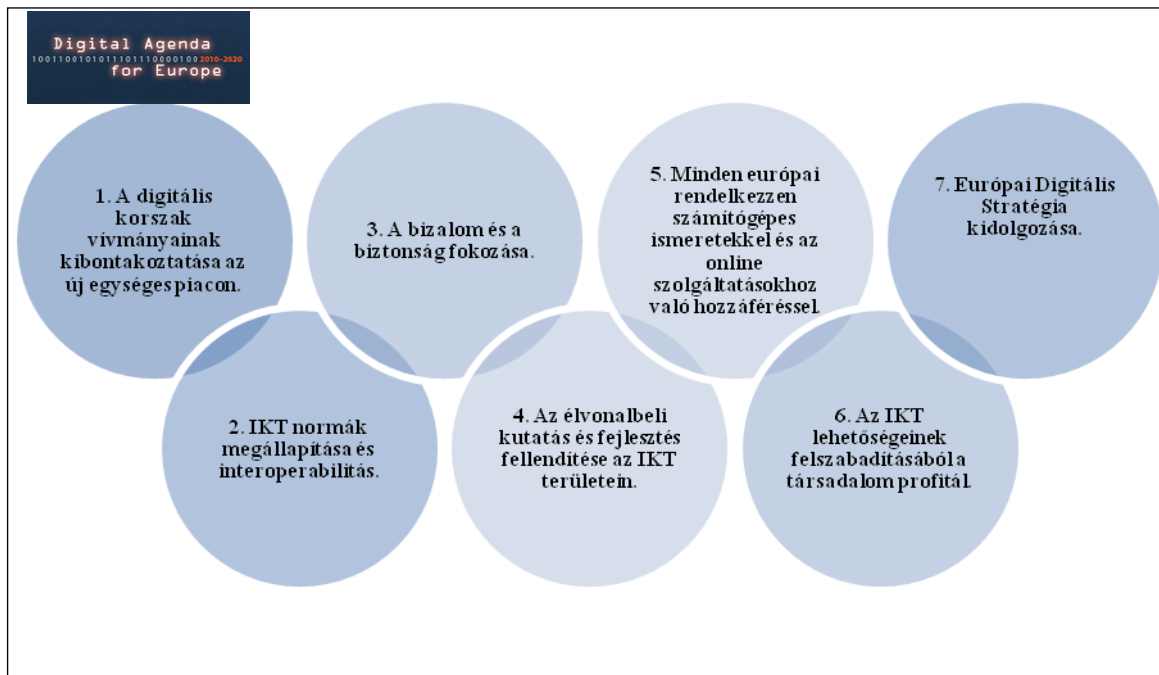 Digital Agenda
1001100101011101110000100 2010-2020
for Europe
1. A digitális
korszak
vívmányainak
kibontakoztatása az
új egységes piacon.
2. IKT normák
megállapítása és
interoperabilitás.
3. A bizalom és a
biztonság fokozása.
4. Az élvonalbeli
kutatás és fejlesztés
fellendítése az IKT
területein.
5. Minden európai
rendelkezzen
számítógépes
ismeretekkel és az
online
szolgáltatásokhoz
való hozzáféréssel.
6. Az IKT
lehetőségeinek
felszabadításából a
társadalom profitál.
7. Európai Digitális
Stratégia
kidolgozása.